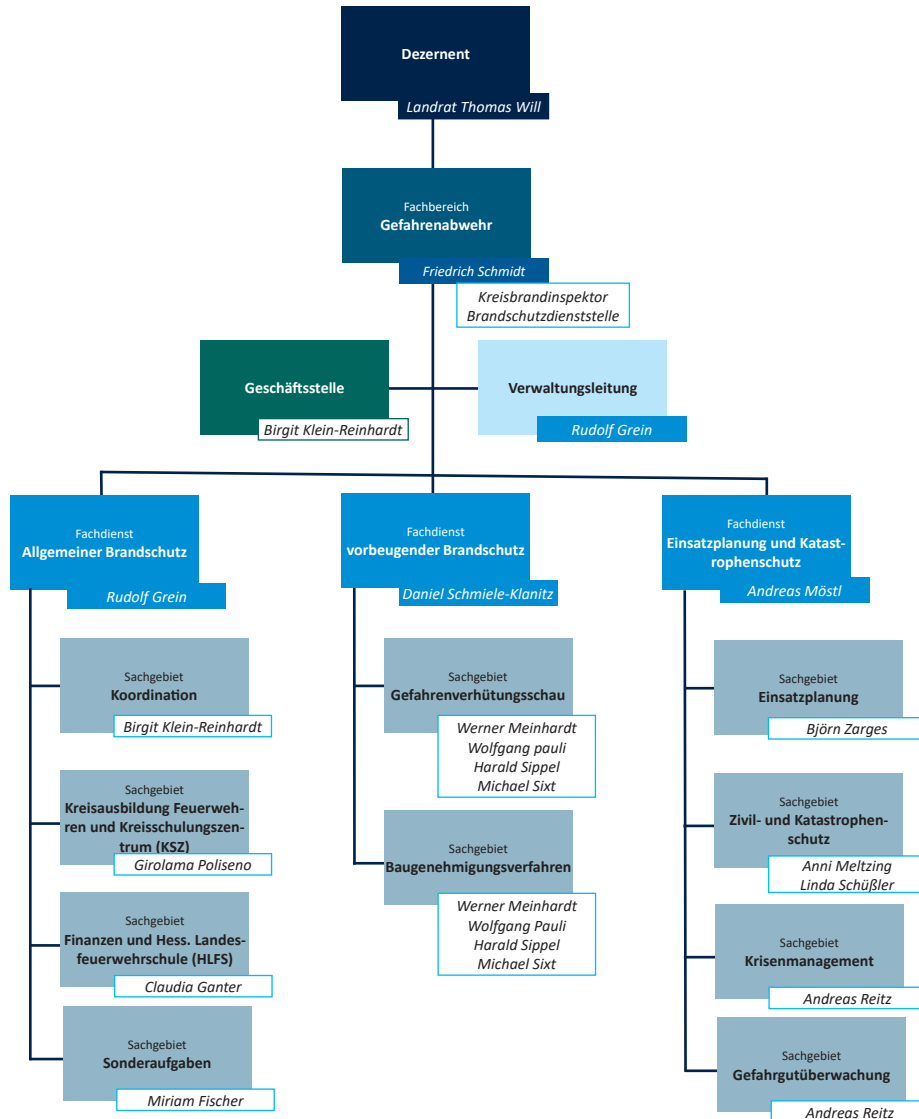 Dezernent
Landrat Thomas Will
Fachbereich
Gefahrenabwehr
Friedrich Schmidt
Kreisbrandinspektor
Brandschutzdienststelle
Geschäftsstelle
Birgit Klein-Reinhardt
Verwaltungsleitung
Rudolf Grein
Fachdienst
Allgemeiner Brandschutz
Rudolf Grein
Sachgebiet
Koordination
Birgit Klein-Reinhardt
Sachgebiet
Kreisausbildung Feuerweh-
ren und Kreisschulungszen-
trum (KSZ)
Girolama Poliseno
Sachgebiet
Finanzen und Hess. Landes-
feuerwehrschule (HLFS)
Claudia Ganter
Sachgebiet
Sonderaufgaben
Miriam Fischer
Fachdienst
vorbeugender Brandschutz
Daniel Schmiele-Klanitz
Sachgebiet
Gefahrenverhütungsschau
Werner Meinhardt
Wolfgang pauli
Harald Sippel
Michael Sixt
Sachgebiet
Baugenehmigungsverfahren
Werner Meinhardt
Wolfgang Pauli
Harald Sippel
Michael Sixt
Fachdienst
Einsatzplanung und Katast-
rophenschutz
Andreas Möstl
Sachgebiet
Einsatzplanung
Björn Zarges
Sachgebiet
Zivil- und Katastrophen-
schutz
Anni Meltzing
Linda Schüßler
Sachgebiet
Krisenmanagement
Andreas Reitz
Sachgebiet
Gefahrgutüberwachung
Andreas Reitz